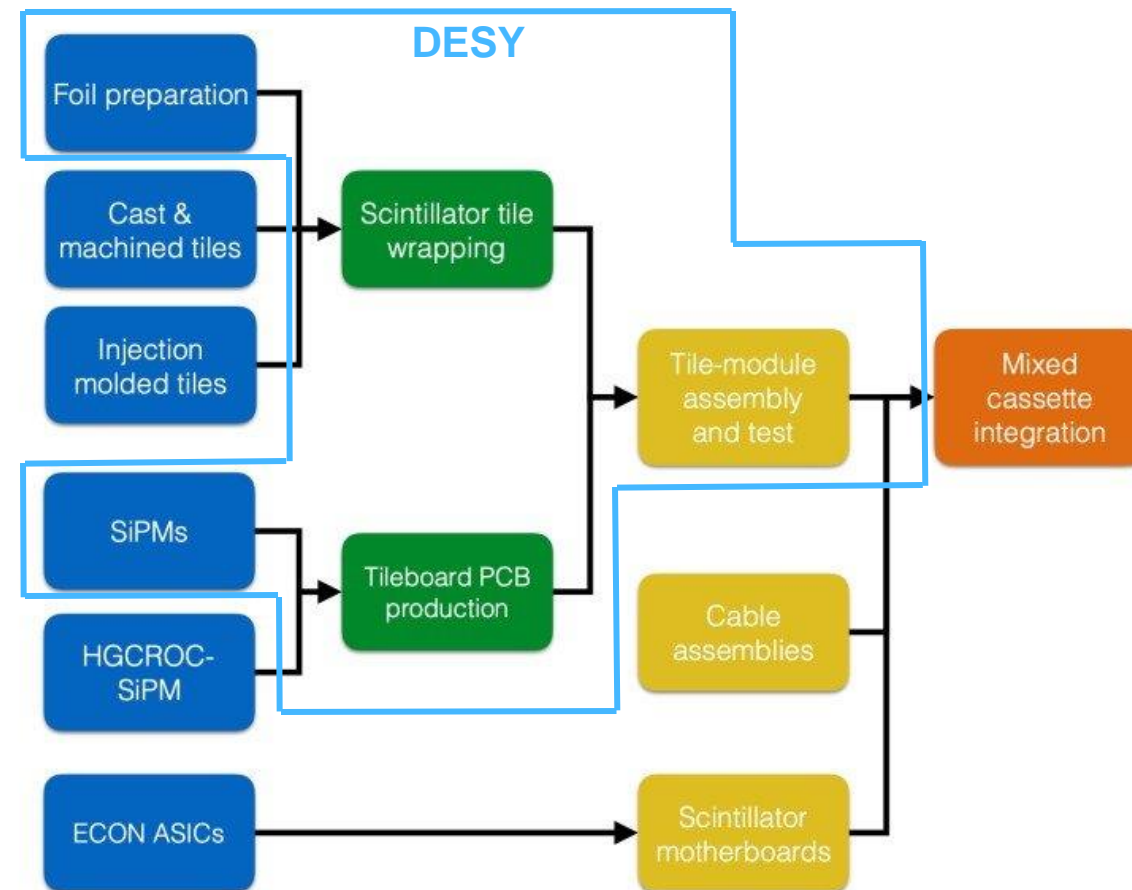 DESY
Foil preparation
Cast &
machined tiles
Scintillator tile
wrapping
Injection
molded tiles
Tile-module
assembly
and test
Mixed
cassette
integration
SiPMs
Tileboard PCB
production
HGCROC-
SiPM
Cable
assemblies
ECON ASICs
Scintillator
motherboards